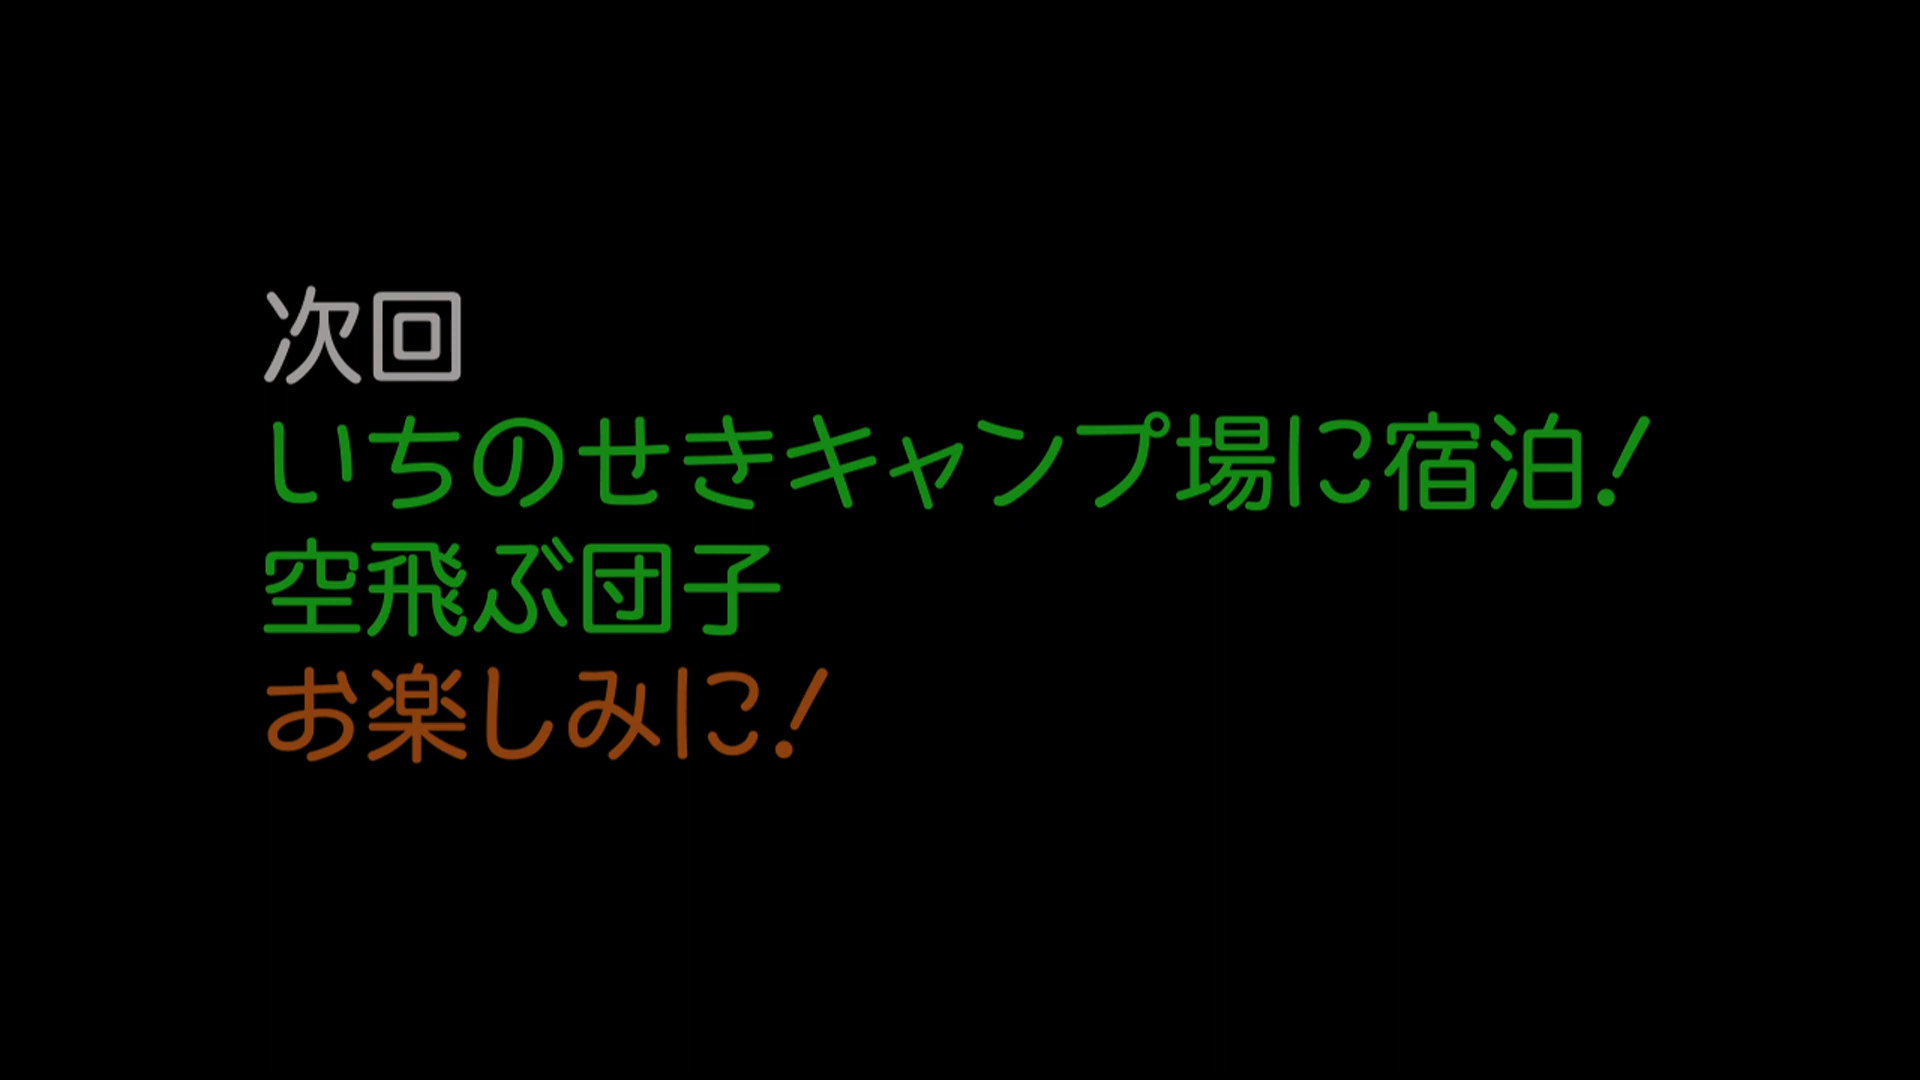 次回
いちのせきキャンプ場に宿泊！
空飛ぶ団子
お楽しみに！